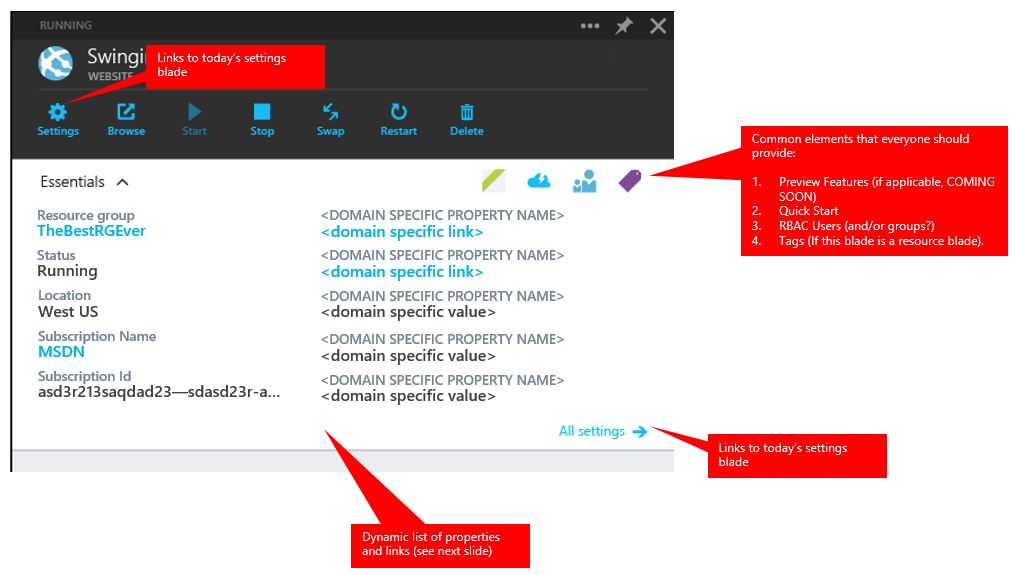 RUNNING
Swingi
WEBSITE
Links to today's settings
blade
Settings
Browse
Start
Stop
Swap
Restart
Delete
Common elements that everyone should
provide:
1. Preview Features (if applicable, COMING
SOON)
2. Quick Start
3. RBAC Users (and/or groups?)
4. Tags (If this blade is a resource blade).
Essentials
Resource group
TheBestRGEver
Status
Running
Location
West US
Subscription Name
MSDN
Subscription Id
asd3r213saqdad23—sdasd23r-a...
<DOMAIN SPECIFIC PROPERTY NAME>
<domain specific link>
<DOMAIN SPECIFIC PROPERTY NAME>
<domain specific link>
<DOMAIN SPECIFIC PROPERTY NAME>
<domain specific value>
<DOMAIN SPECIFIC PROPERTY NAME>
<domain specific value>
<DOMAIN SPECIFIC PROPERTY NAME>
<domain specific value>
All settings
Links to today's settings
blade
Dynamic list of properties
and links (see next slide)